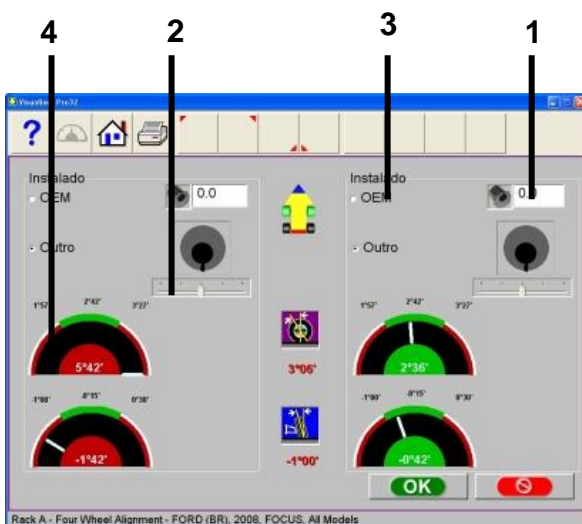 4 2 3 1
VisualinerPro32
?
Instalado
OEM
0.0
Outro
Instalado
OEM
0.0
Outro
1°57' 2°42' 3°27'
5°42'
3°06'
1°57' 2°42' 3°27'
2°36'
-1°00' -0°15' 0°30'
-1°42'
-1°00'
-1°00' -0°15' 0°30'
-0°42'
OK
Rack A - Four Wheel Alignment - FORD (BR), 2008, FOCUS, All Models